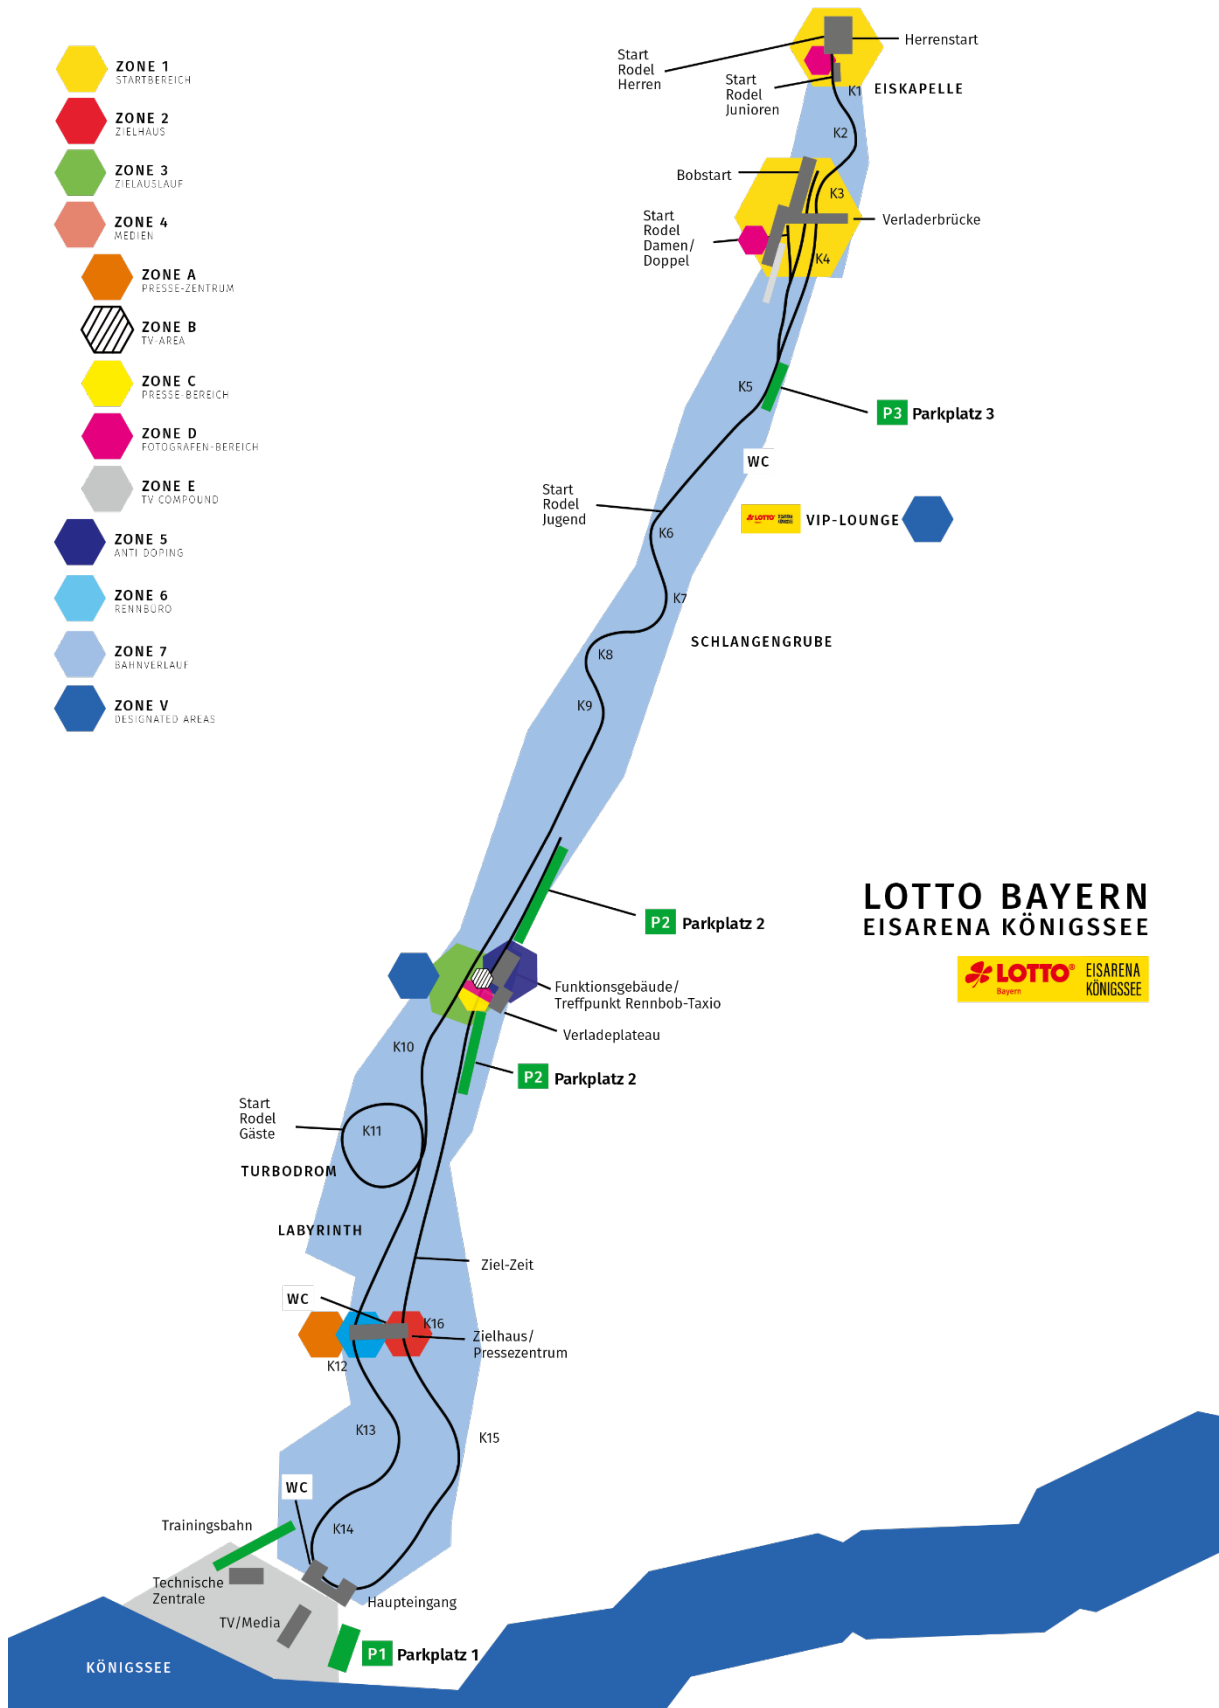 ZONE 1
STARTBEREICH
ZONE 2
ZIELHAUS
ZONE 3
ZIELAUSLAUF
ZONE 4
MEDIEN
ZONE A
PRESSE-ZENTRUM
ZONE B
TV-AREA
ZONE C
PRESSE-BEREICH
ZONE D
FOTOGRAFEN-BEREICH
ZONE E
TV COMPOUND
ZONE 5
ANTI DOPING
ZONE 6
RENNBÜRO
ZONE 7
BAHNVERLAUF
ZONE V
DESIGNATED AREAS
Start
Rodel
Herren
Herrenstart
Start
Rodel
Junioren
K1
EISKAPELLE
K2
Bobstart
K3
Start
Rodel
Damen/
Doppel
Verladerbrücke
K4
K5
P3 Parkplatz 3
WC
Start
Rodel
Jugend
LOTTO
Bayern
EISARENA
KÖNIGSSEE
VIP-LOUNGE
K6
K7
SCHLANGENGRUBE
K8
K9
LOTTO BAYERN
EISARENA KÖNIGSSEE
LOTTO®
Bayern
EISARENA
KÖNIGSSEE
P2 Parkplatz 2
Funktionsgebäude/
Treffpunkt Rennbob-Taxio
Verladeplateau
K10
P2 Parkplatz 2
Start
Rodel
Gäste
K11
TURBODROM
LABYRINTH
Ziel-Zeit
WC
K16
Zielhaus/
Pressezentrum
K12
K13
K15
WC
K14
Trainingsbahn
Technische
Zentrale
TV/Media
Haupteingang
P1 Parkplatz 1
KÖNIGSSEE